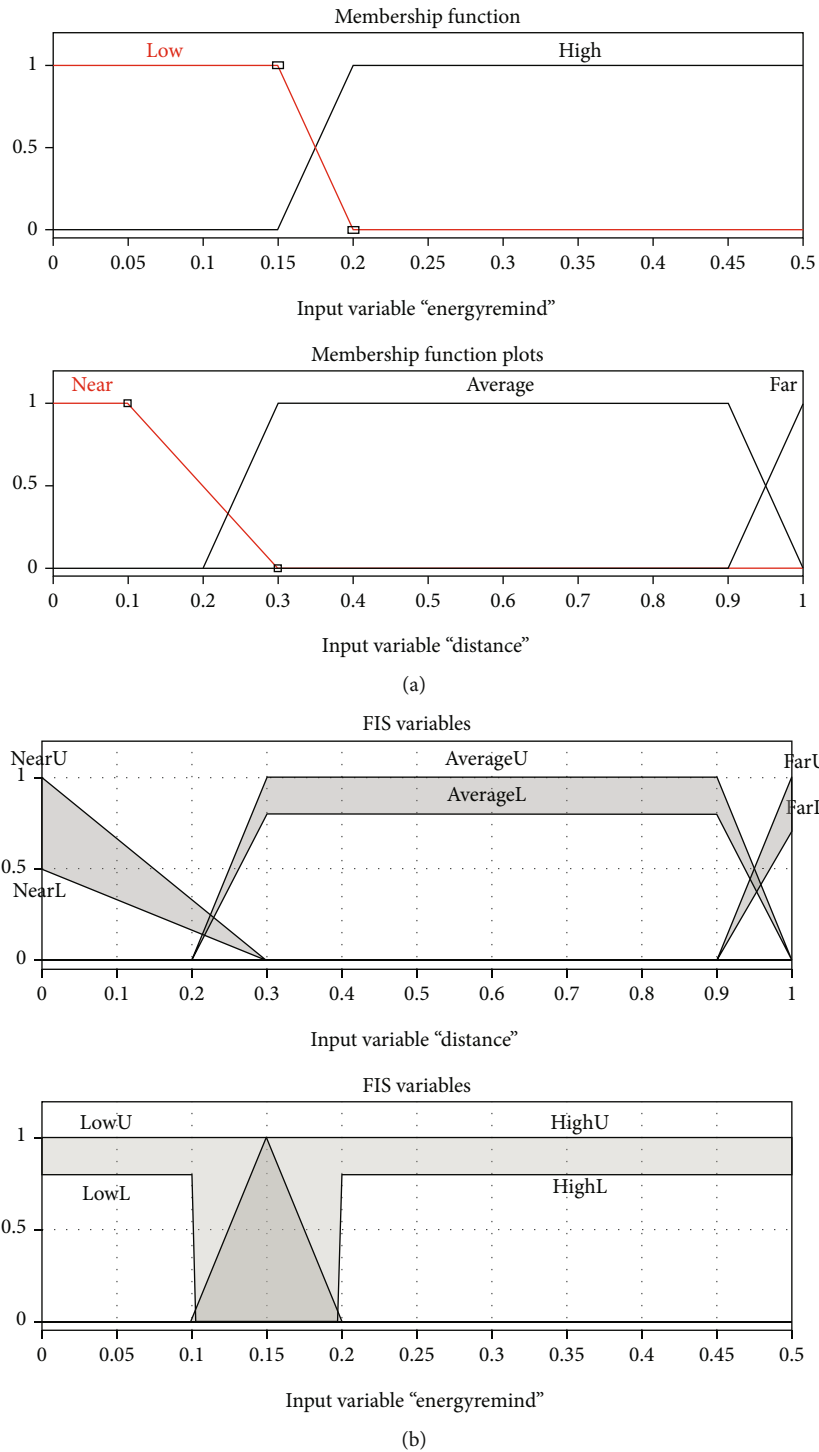 Membership function
Low
High
1
0.5
0
0 0.05 0.1 0.15 0.2 0.25 0.3 0.35 0.4 0.45 0.5
Input variable “energyremind”
Membership function plots
Near
Average
Far
1
0.5
0
0 0.1 0.2 0.3 0.4 0.5 0.6 0.7 0.8 0.9 1
Input variable “distance”
(a)
FIS variables
NearU
AverageU
FarU
1
AverageL
FarL
0.5
NearL
0
0 0.1 0.2 0.3 0.4 0.5 0.6 0.7 0.8 0.9 1
Input variable “distance”
FIS variables
LowU
HighU
1
LowL
HighL
0.5
0
0 0.05 0.1 0.15 0.2 0.25 0.3 0.35 0.4 0.45 0.5
Input variable “energyremind”
(b)